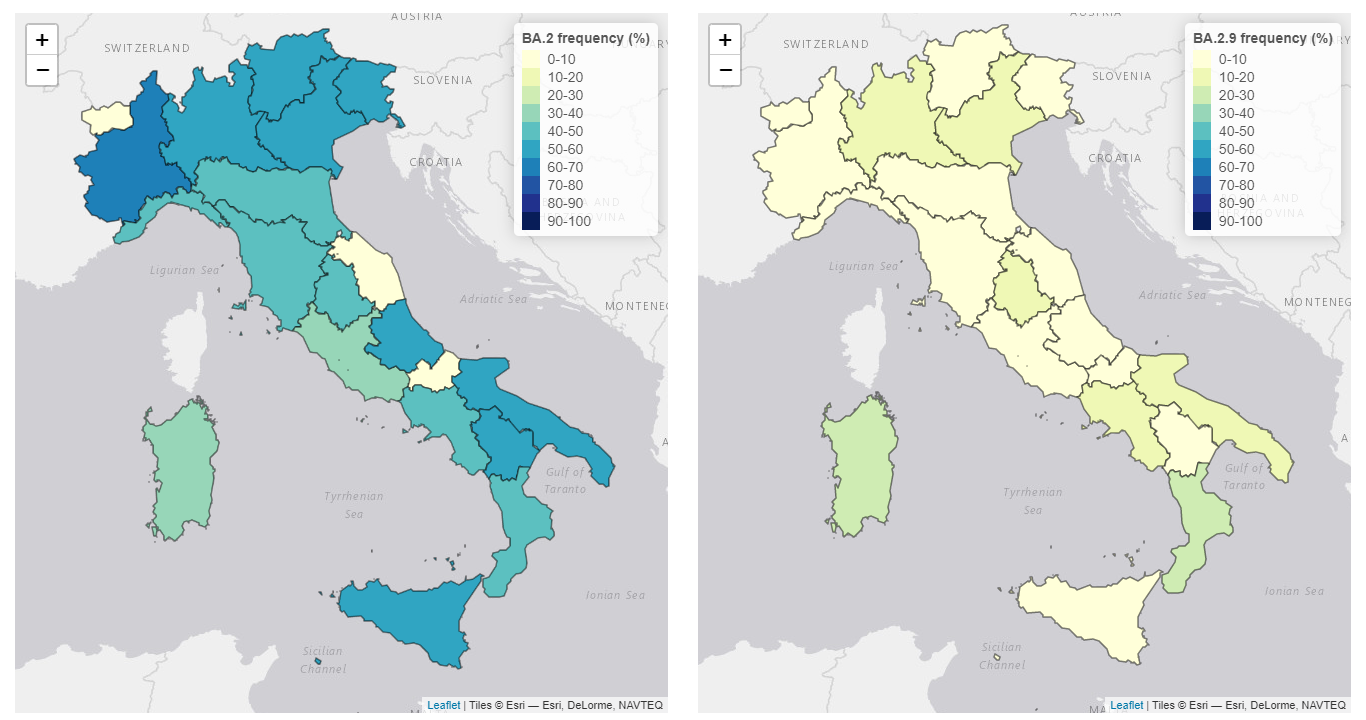 AUSTRIA
SWITZERLAND
SLOVENIA
CROATIA
Ligurian Sea
Adriatic Sea
MONTENEG
A
Tyrrhenian
Sea
Gulf of
Taranto
Ionian Sea
Sicilian
Channel
+
−
BA.2 frequency (%)
0-10
10-20
20-30
30-40
40-50
50-60
60-70
70-80
80-90
90-100
Leaflet | Tiles © Esri — Esri, DeLorme, NAVTEQ
AUSTRIA
SWITZERLAND
SLOVENIA
CROATIA
Ligurian Sea
Adriatic Sea
MONTENEG
A
Tyrrhenian
Sea
Gulf of
Taranto
Ionian Sea
Sicilian
Channel
MA
+
−
BA.2.9 frequency (%)
0-10
10-20
20-30
30-40
40-50
50-60
60-70
70-80
80-90
90-100
Leaflet | Tiles © Esri — Esri, DeLorme, NAVTEQ